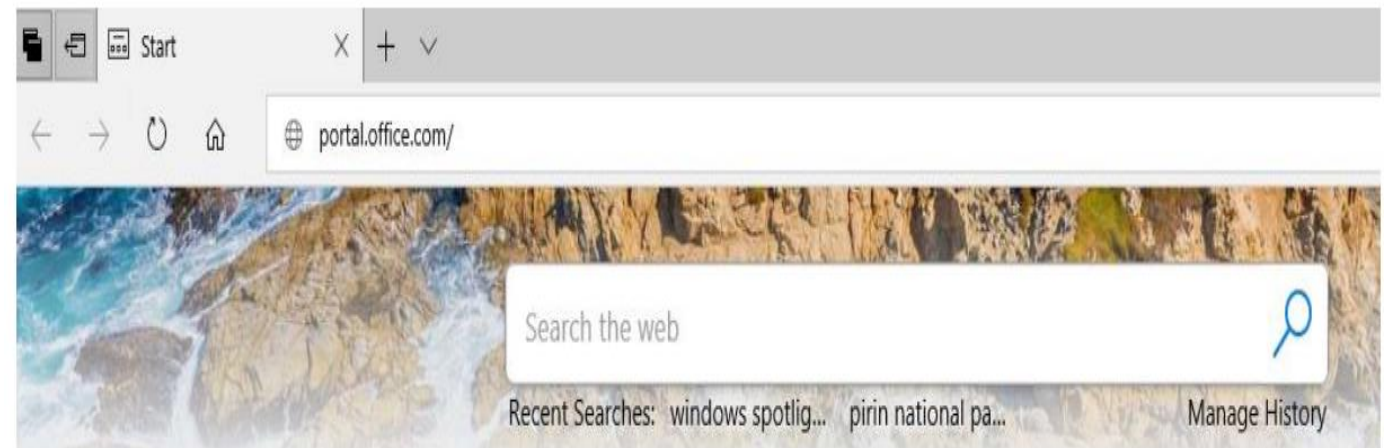 Start
portal.office.com/
Search the web
Recent Searches: windows spotlig... pirin national pa... Manage History